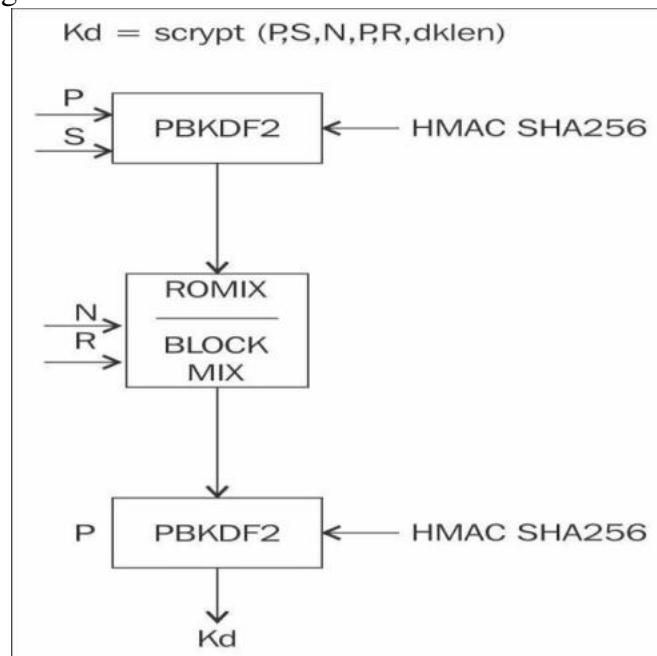 g
Kd = scrypt (P,S,N,P,R,dklen)
P
S
PBKDF2
HMAC SHA256
N
R
ROMIX
BLOCK
MIX
P
PBKDF2
HMAC SHA256
Kd